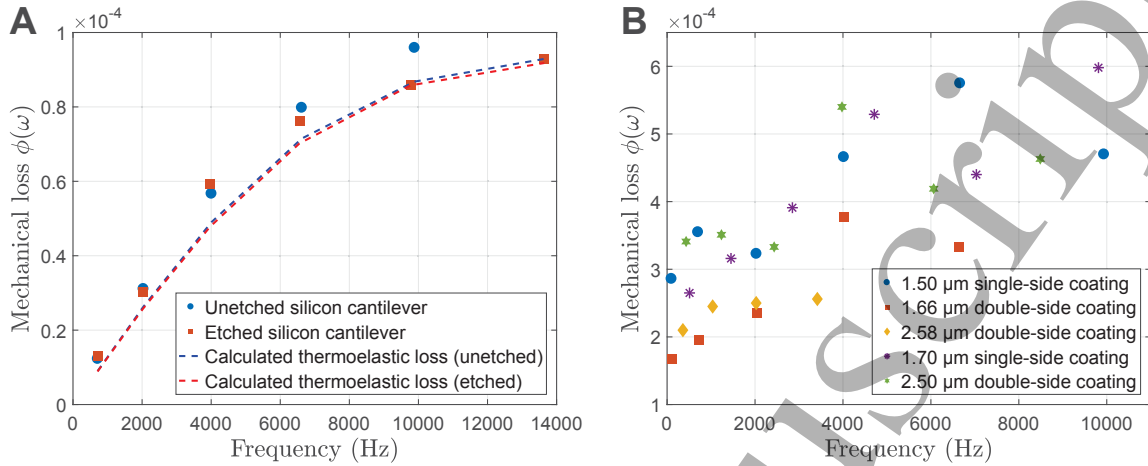 A
×10⁻⁴
1
0.8
0.6
0.4
0.2
0
Mechanical loss ϕ(ω)
Unetched silicon cantilever
Etched silicon cantilever
Calculated thermoelastic loss (unetched)
Calculated thermoelastic loss (etched)
0 2000 4000 6000 8000 10000 12000 14000
Frequency (Hz)
B
×10⁻⁴
6
5
4
3
2
1
Mechanical loss ϕ(ω)
1.50 µm single-side coating
1.66 µm double-side coating
2.58 µm double-side coating
1.70 µm single-side coating
2.50 µm double-side coating
0 2000 4000 6000 8000 10000
Frequency (Hz)
scrip